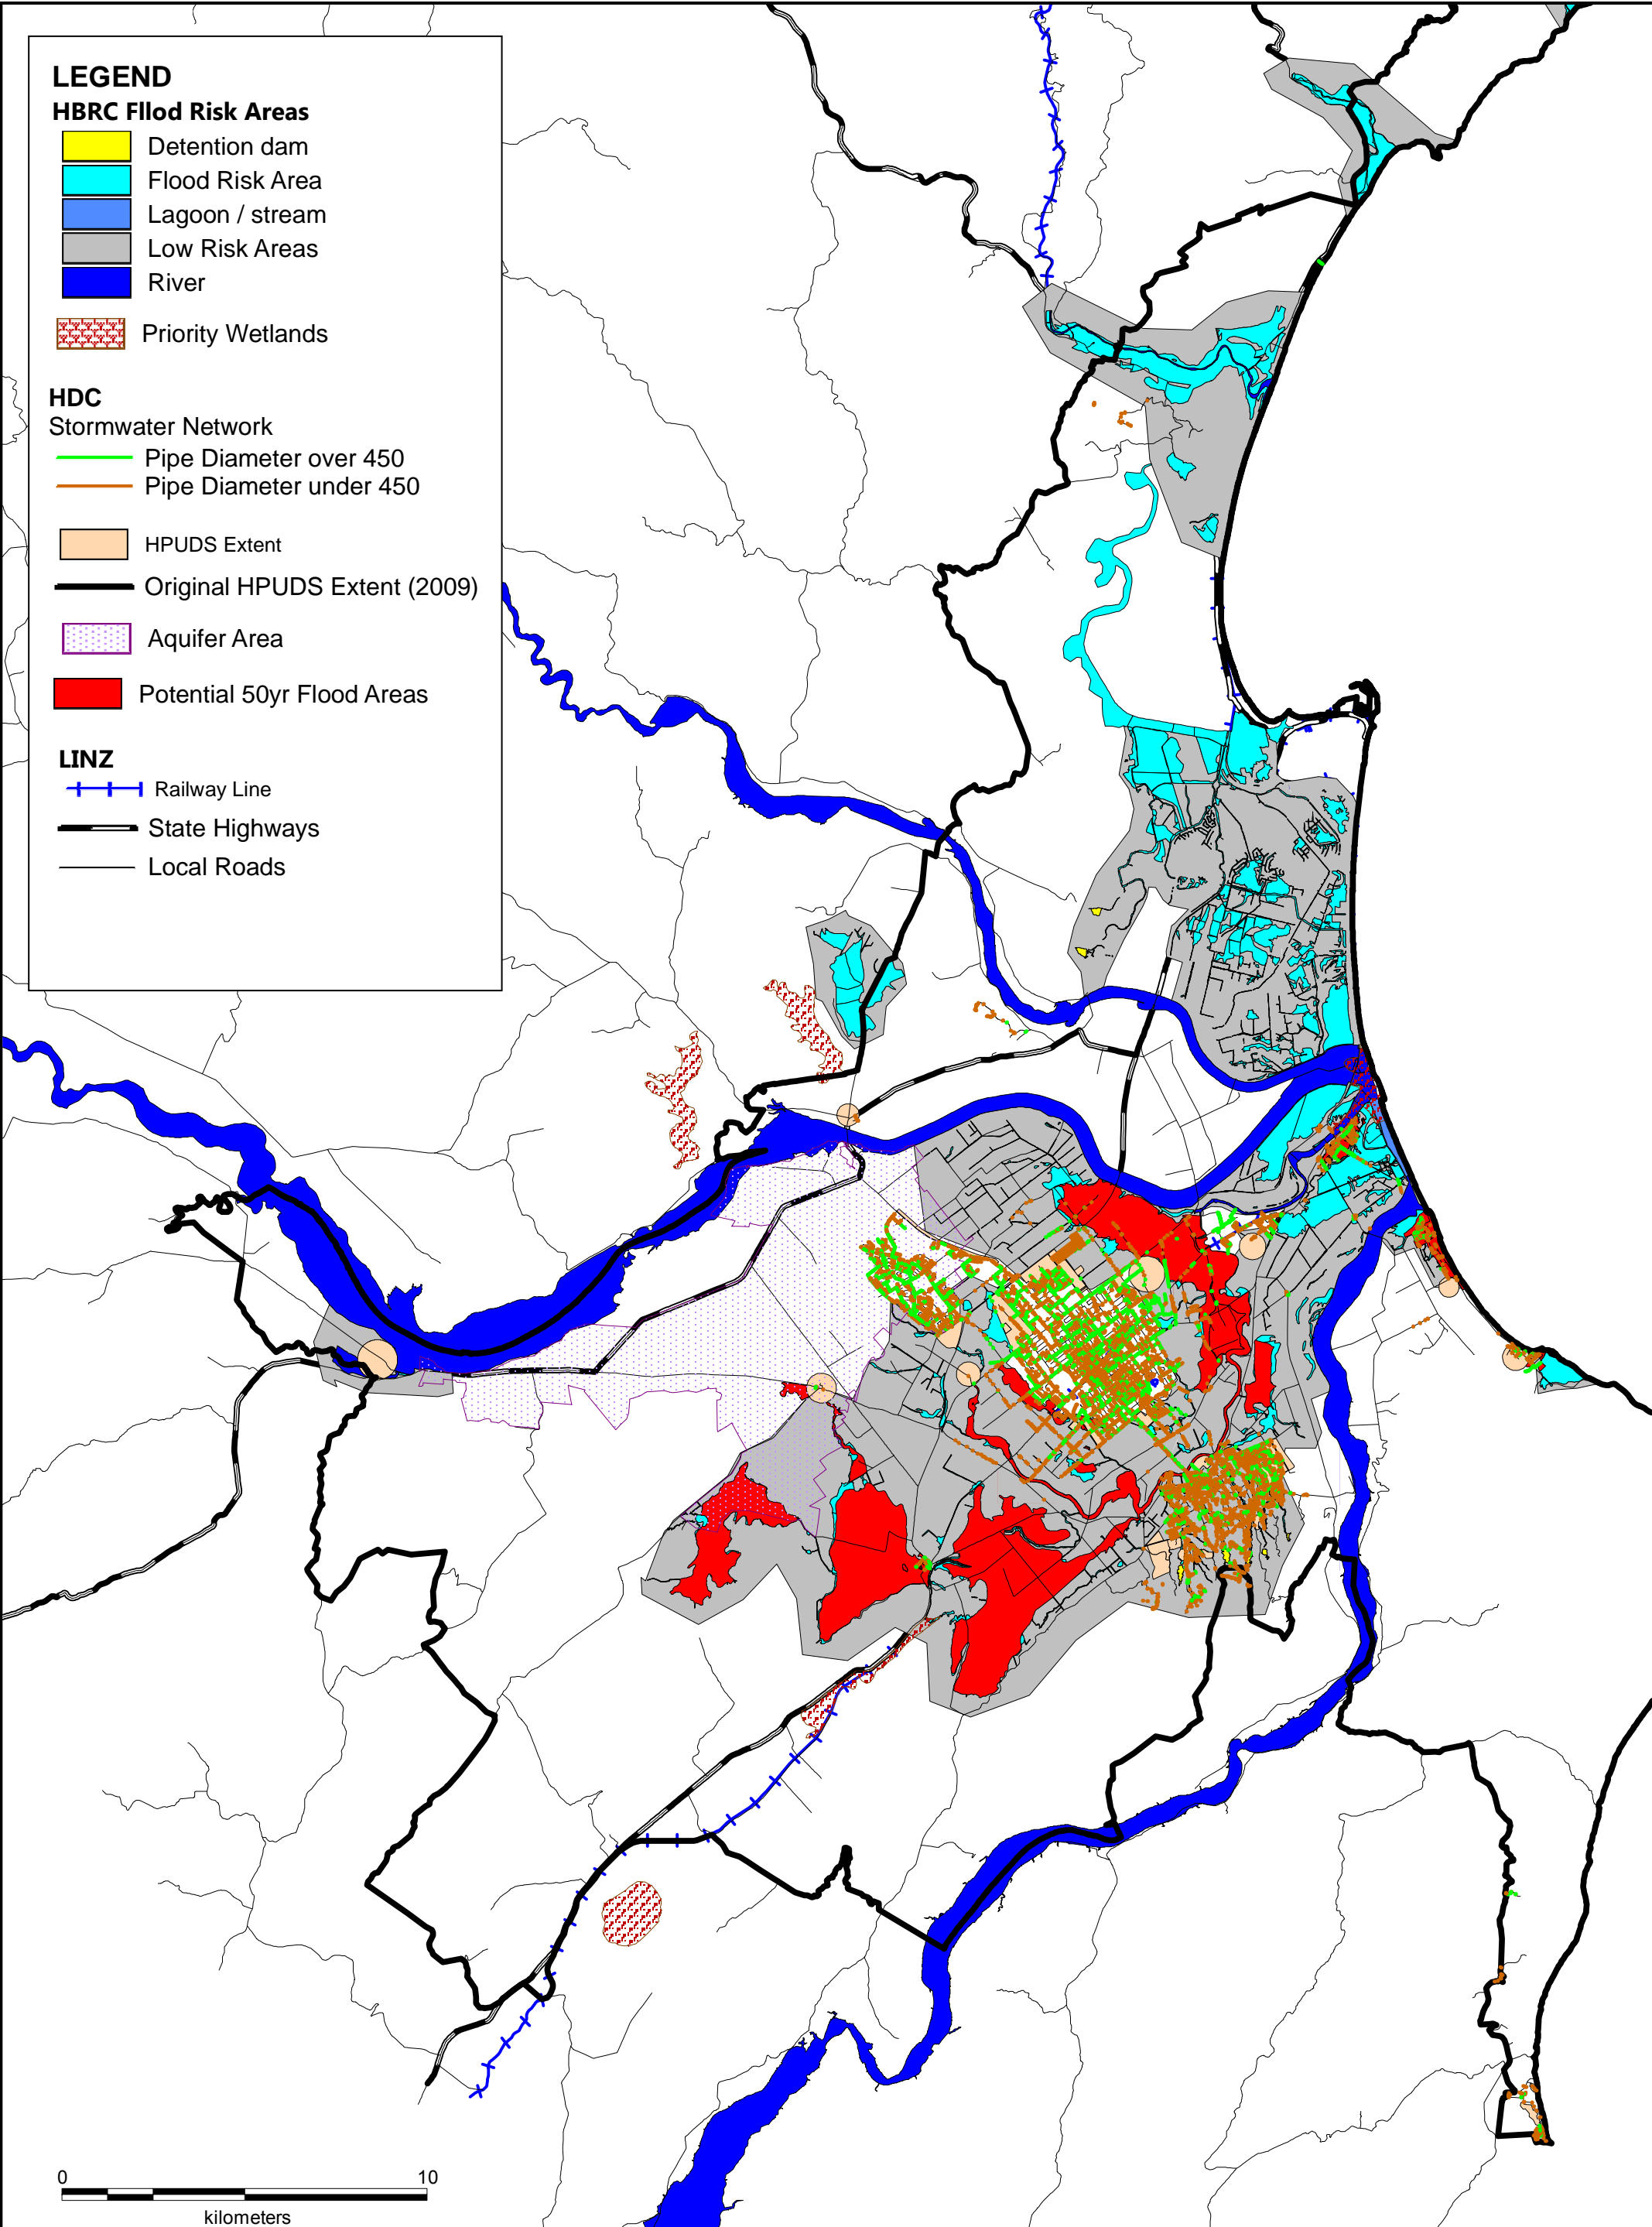 LEGEND
HBRC Fllod Risk Areas
Detention dam
Flood Risk Area
Lagoon / stream
Low Risk Areas
River
Priority Wetlands
HDC
Stormwater Network
Pipe Diameter over 450
Pipe Diameter under 450
HPUDS Extent
Original HPUDS Extent (2009)
Aquifer Area
Potential 50yr Flood Areas
LINZ
Railway Line
State Highways
Local Roads
0 10
kilometers